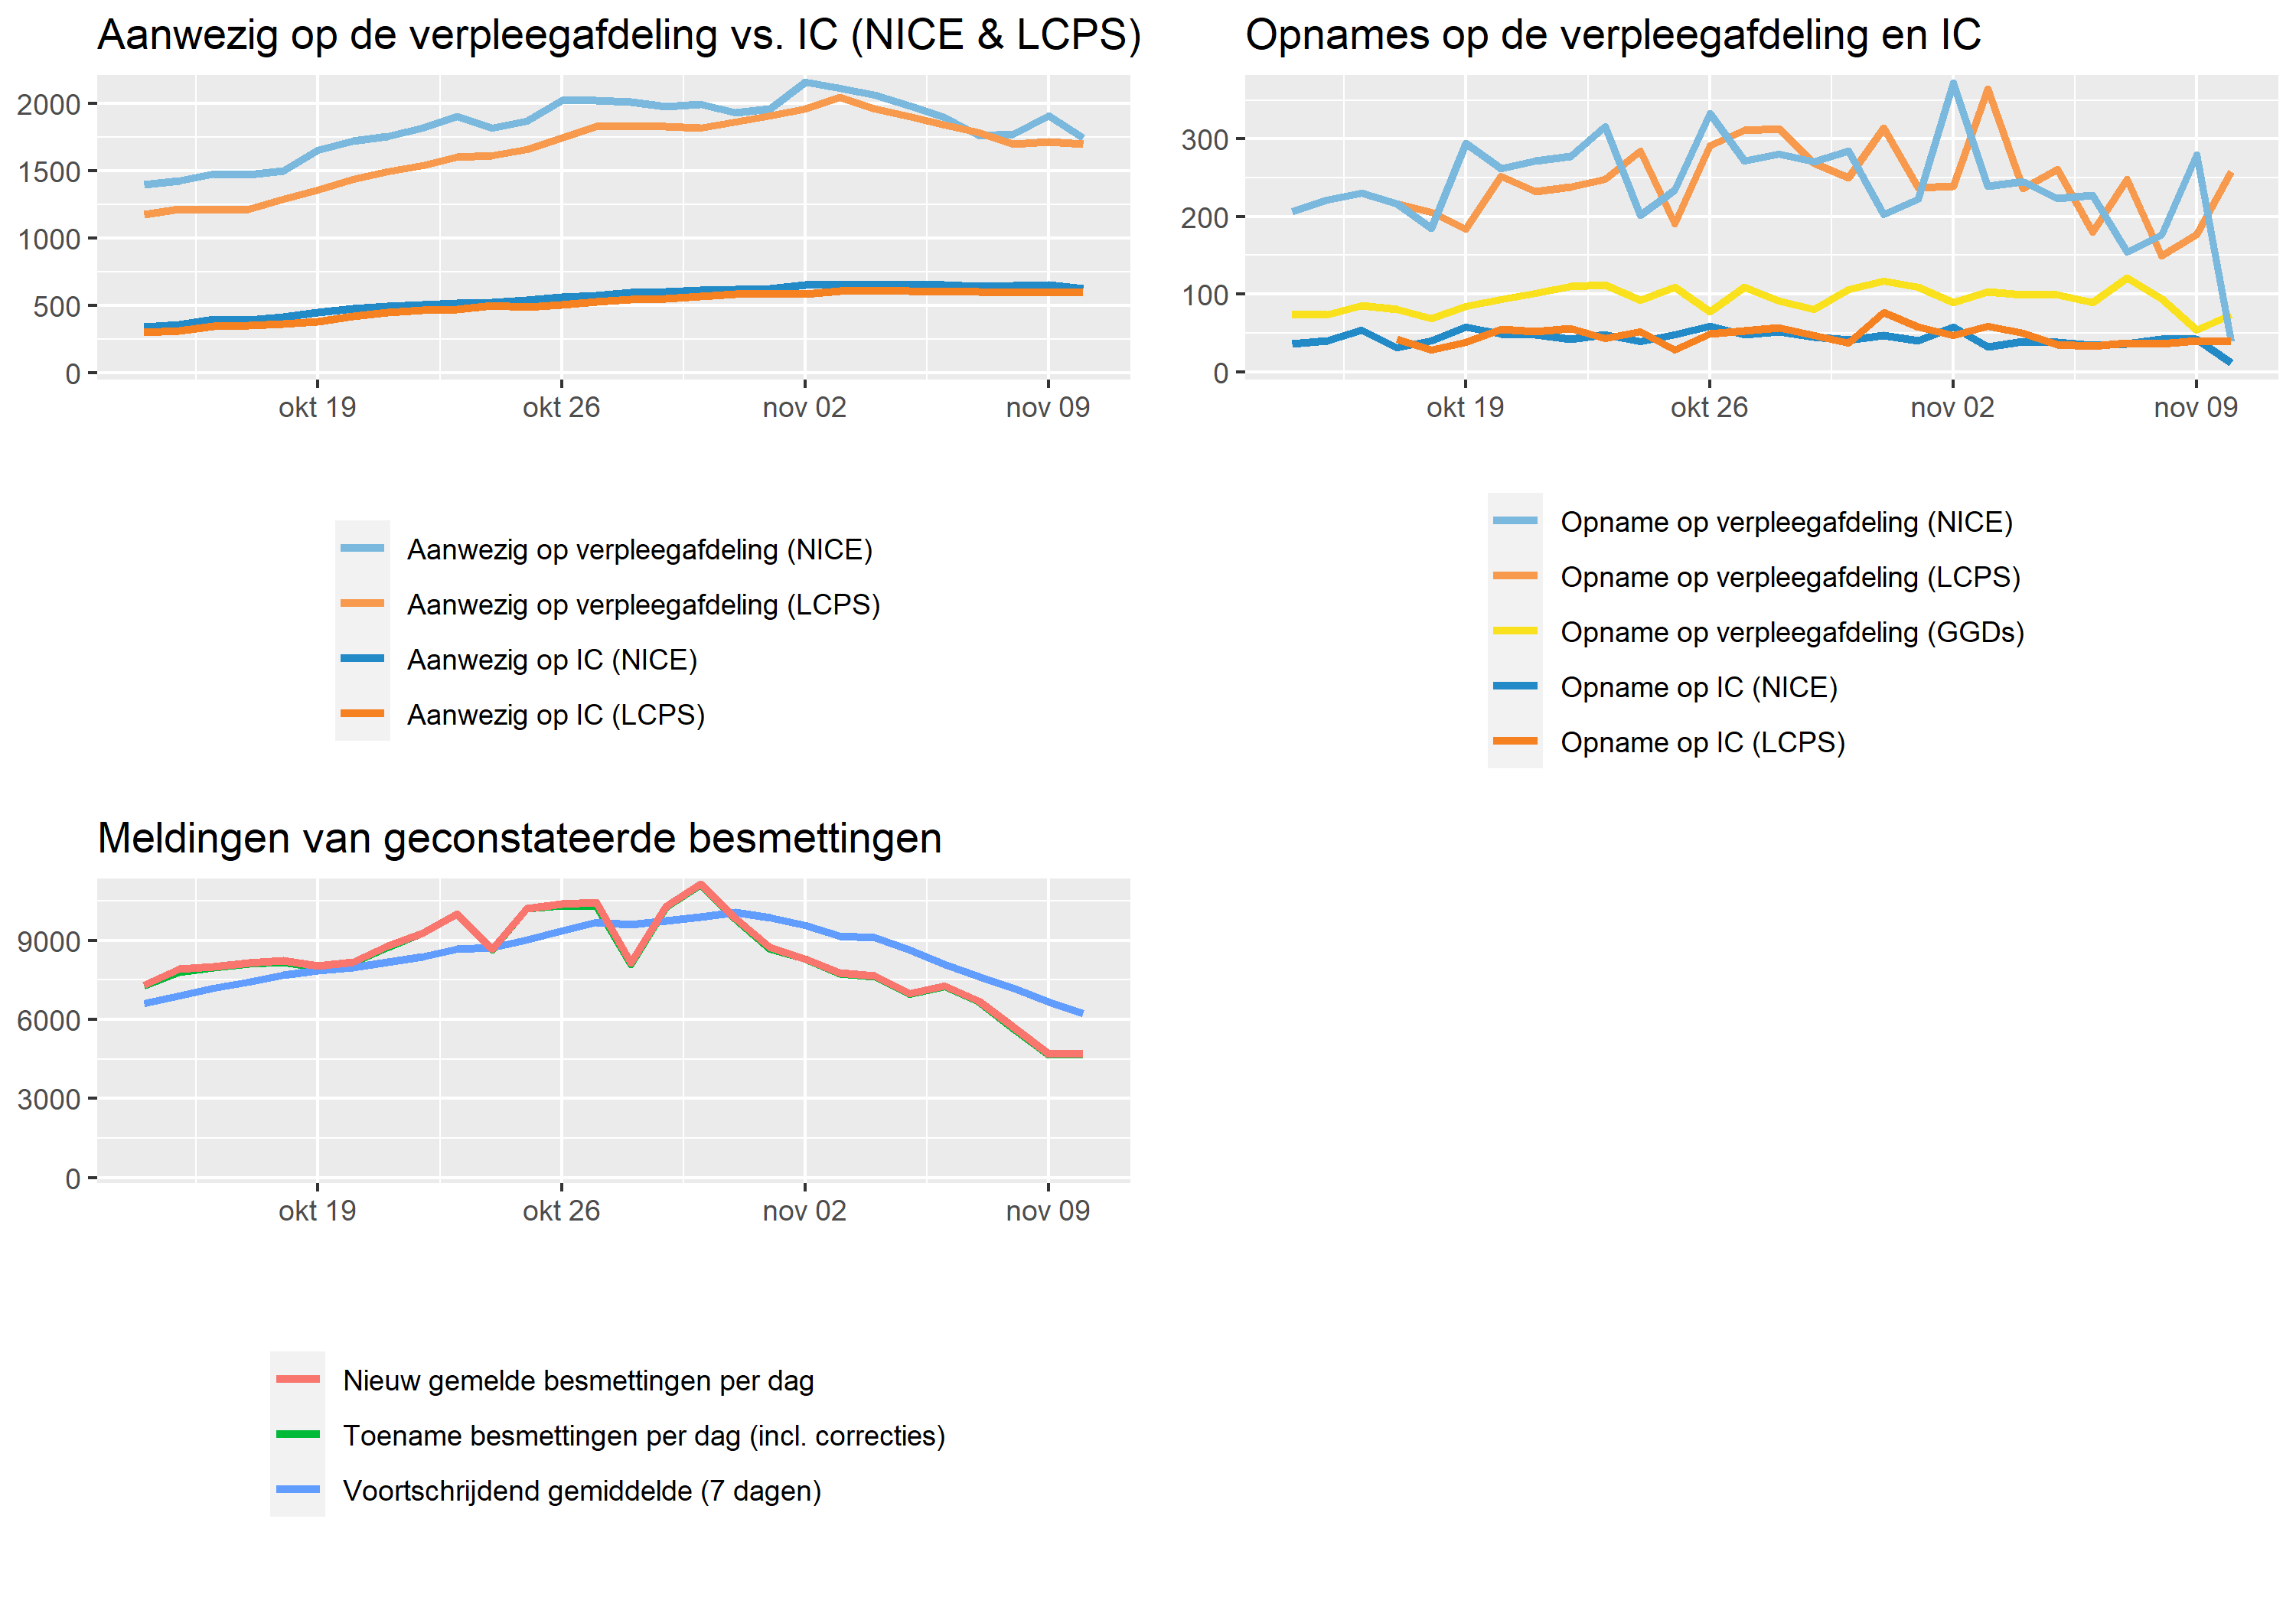 Aanwezig op de verpleegafdeling vs. IC (NICE & LCPS)
2000
1500
1000
500
0
okt 19 okt 26 nov 02 nov 09
Aanwezig op verpleegafdeling (NICE)
Aanwezig op verpleegafdeling (LCPS)
Aanwezig op IC (NICE)
Aanwezig op IC (LCPS)
Opnames op de verpleegafdeling en IC
300
200
100
0
okt 19 okt 26 nov 02 nov 09
Opname op verpleegafdeling (NICE)
Opname op verpleegafdeling (LCPS)
Opname op verpleegafdeling (GGDs)
Opname op IC (NICE)
Opname op IC (LCPS)
Meldingen van geconstateerde besmettingen
9000
6000
3000
0
okt 19 okt 26 nov 02 nov 09
Nieuw gemelde besmettingen per dag
Toename besmettingen per dag (incl. correcties)
Voortschrijdend gemiddelde (7 dagen)